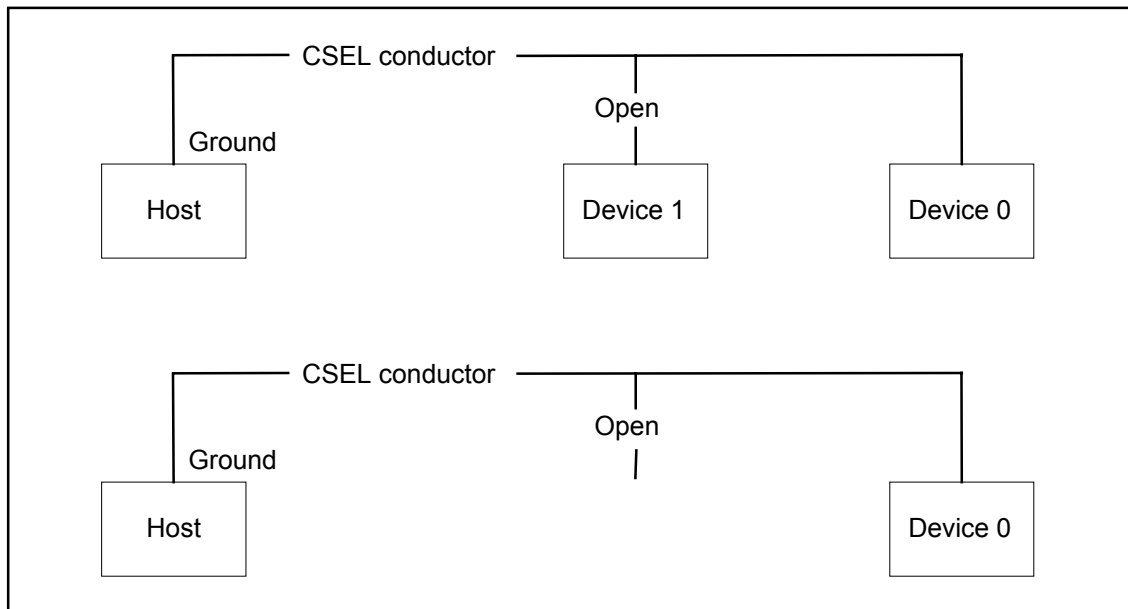 CSEL conductor
Open
Ground
Host
Device 1
Device 0
CSEL conductor
Open
Ground
Host
Device 0